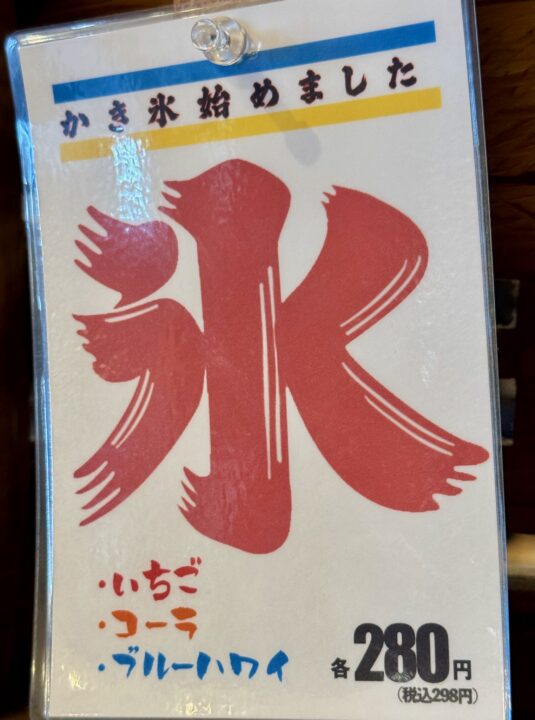 かき氷始めました
氷
・いちご
・コーラ
・ブルーハワイ
各280円
(税込298円)